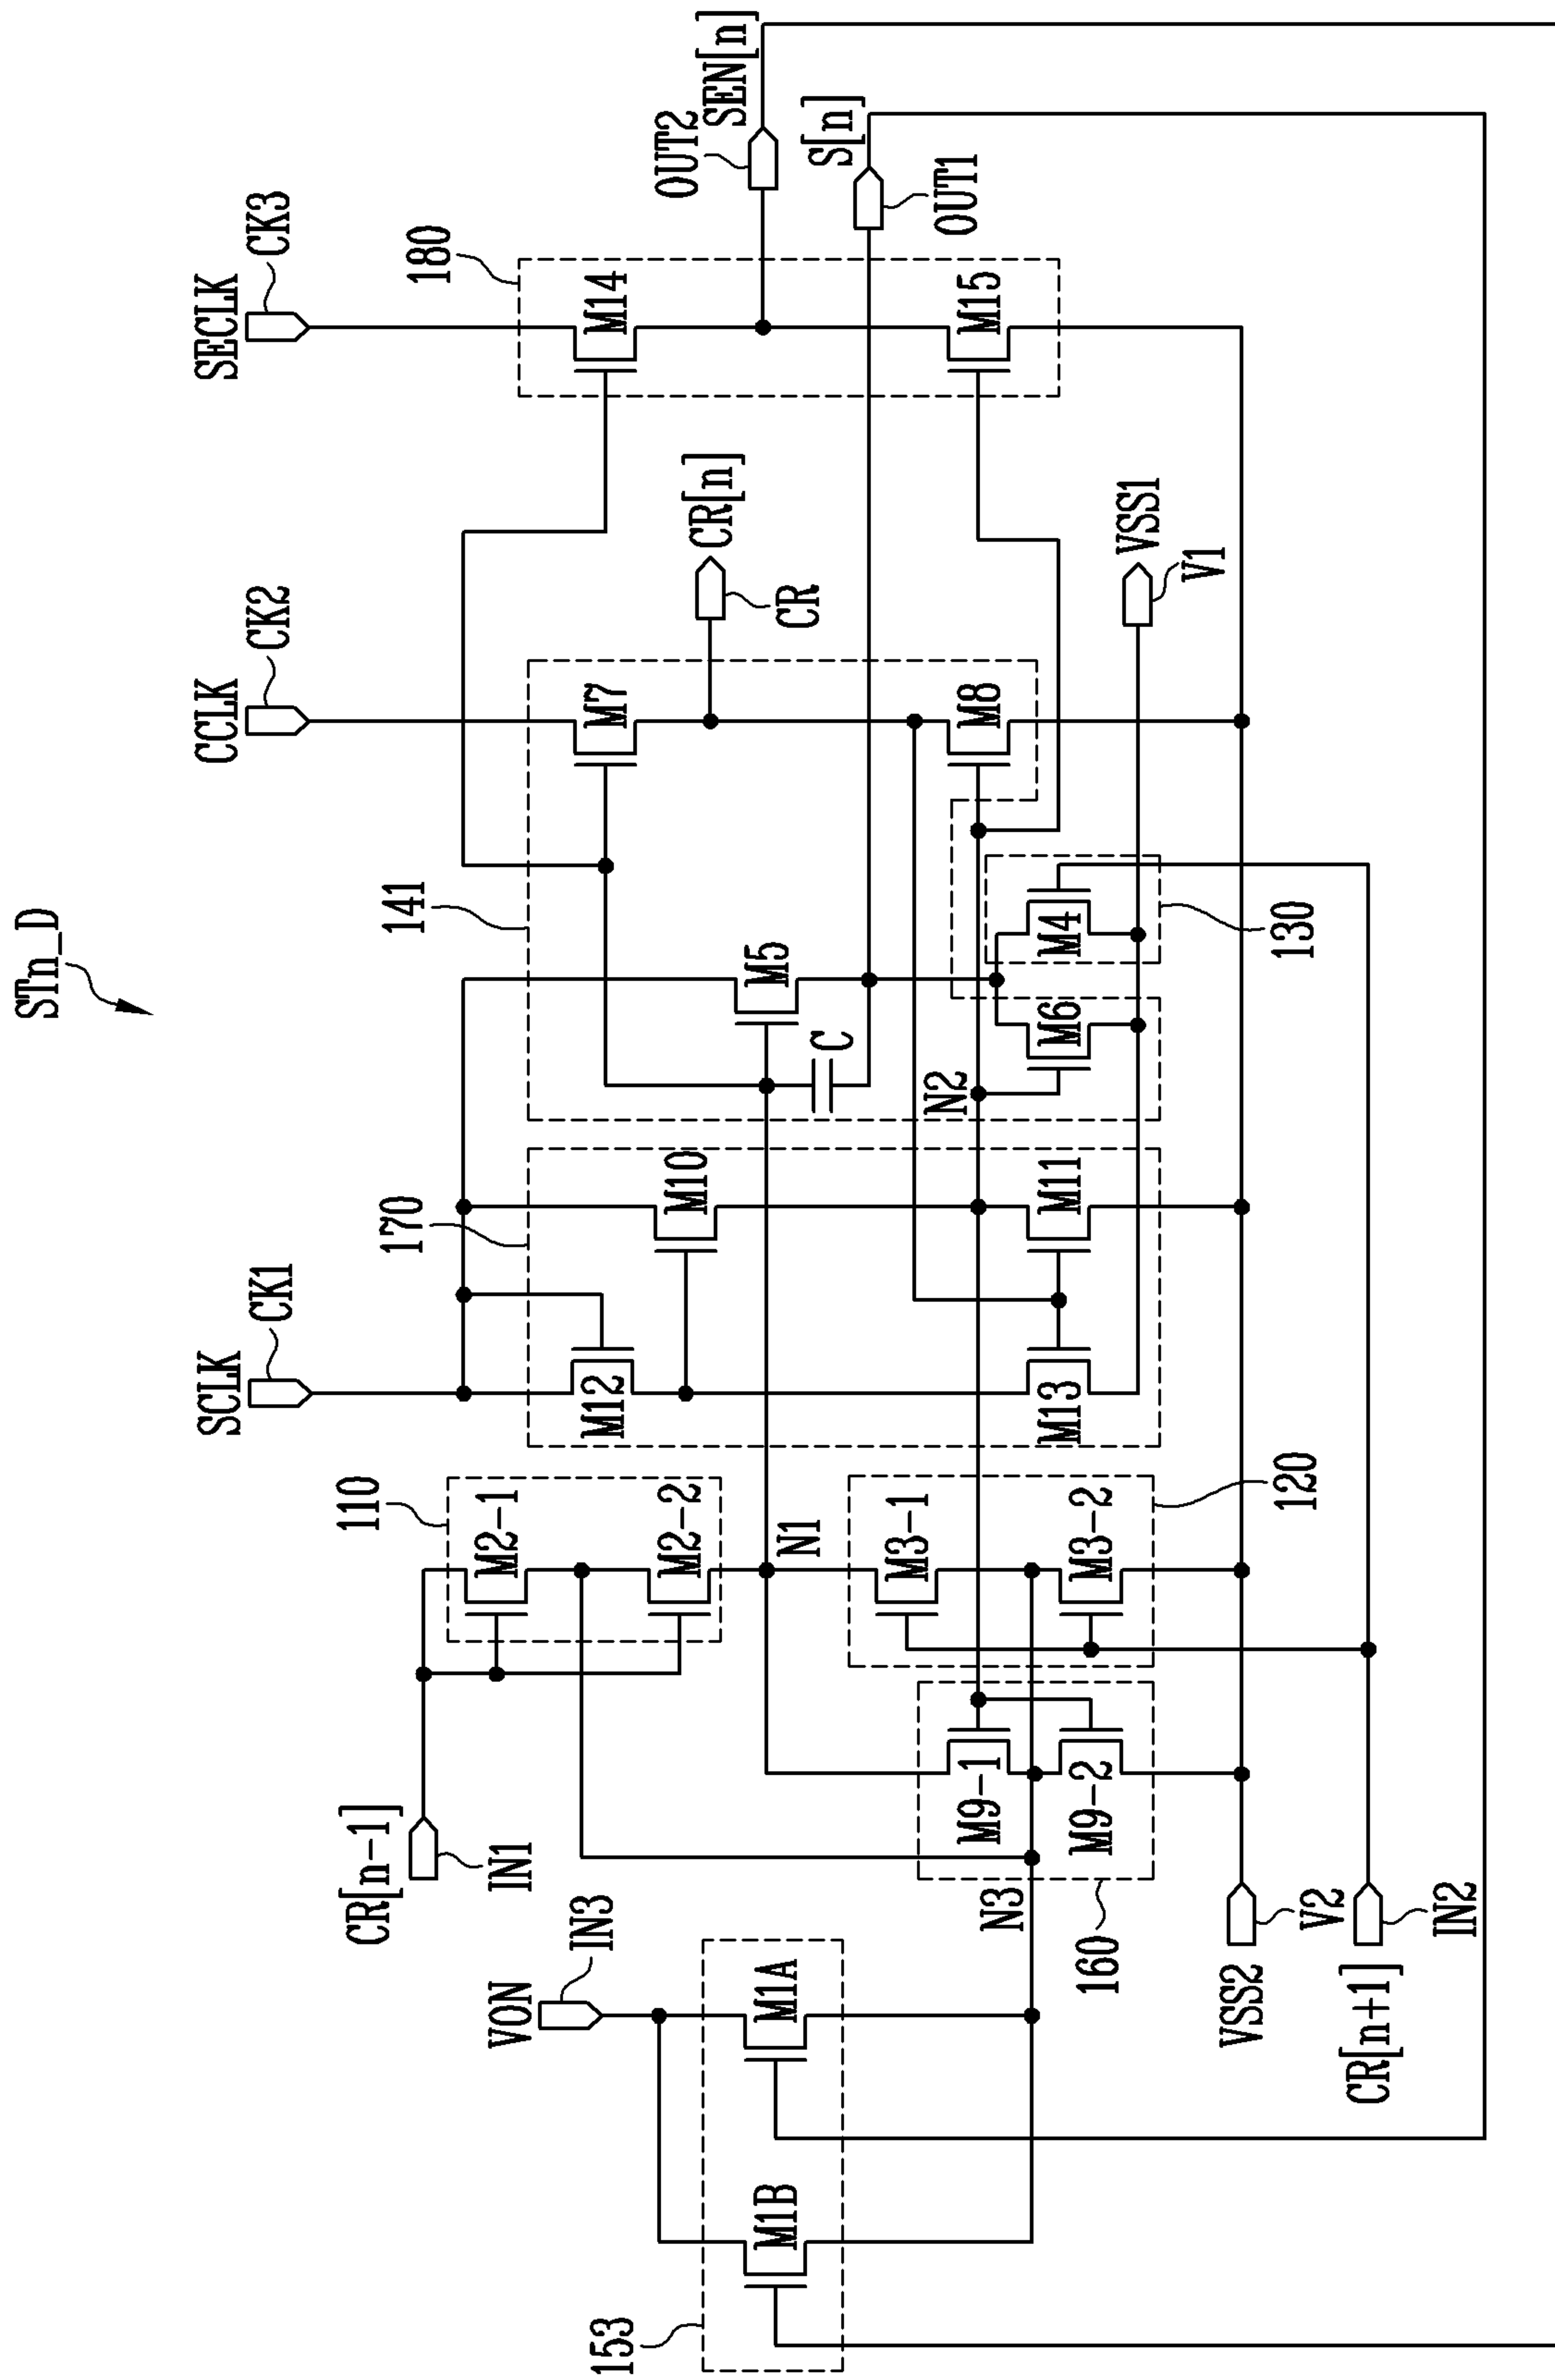 STn_D
SCLK
CK1
CCLK
CK2
SECLK
CK3
VON
IN3
CR[n-1]
IN1
110
M2-1
M2-2
170
M12
M10
M13
M11
141
M5
C
M7
M8
M6
N2
130
M4
180
M14
M15
OUT2
SEN[n]
S[n]
OUT1
CR[n]
CR
VSS1
V1
N1
120
M3-1
M3-2
160
M9-1
M9-2
N3
153
M1B
M1A
VSS2
V2
CR[n+1]
IN2